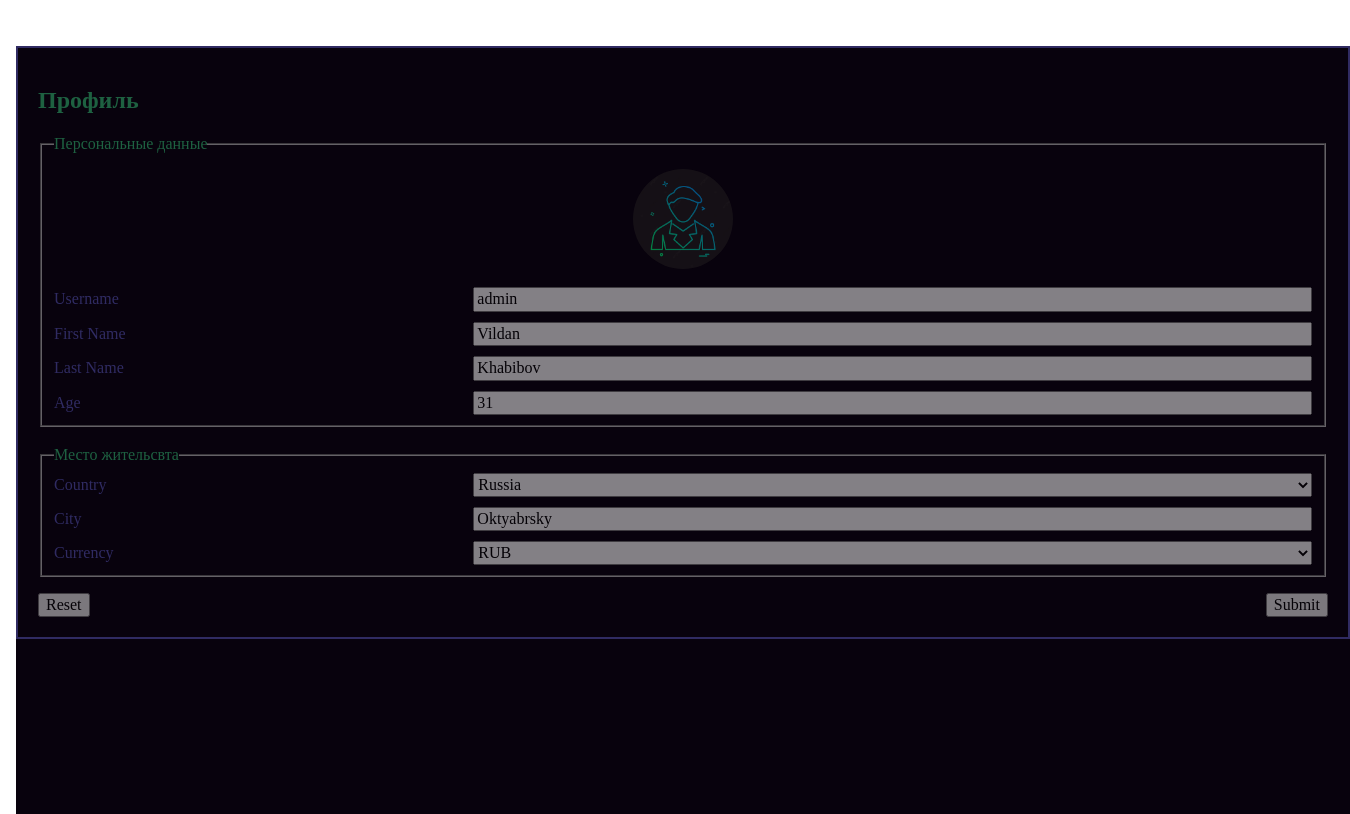 Профиль
Персональные данные
Username admin
First Name Vildan
Last Name Khabibov
Age 31
Место жительсвта
Country Russia
City Oktyabrsky
Currency RUB
Reset Submit